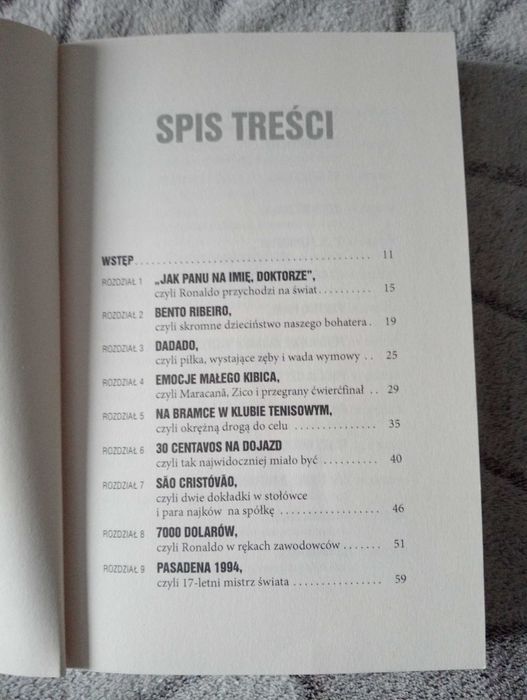 SPIS TREŚCI
WSTĘP ........................................ 11
ROZDZIAŁ 1 „JAK PANU NA IMIĘ, DOKTORZE”,
czyli Ronaldo przychodzi na świat ........... 15
ROZDZIAŁ 2 BENTO RIBEIRO,
czyli skromne dzieciństwo naszego bohatera . 19
ROZDZIAŁ 3 DADADO,
czyli piłka, wystające zęby i wada wymowy .. 25
ROZDZIAŁ 4 EMOCJE MAŁEGO KIBICA,
czyli Maracanã, Zico i przegrany ćwierćfinał . 29
ROZDZIAŁ 5 NA BRAMCE W KLUBIE TENISOWYM,
czyli okrężną drogą do celu ............... 35
ROZDZIAŁ 6 30 CENTAVOS NA DOJAZD
czyli tak najwidoczniej miało być .......... 40
ROZDZIAŁ 7 SÃO CRISTÓVÃO,
czyli dwie dokładki w stołówce
i para najków na spółkę .................. 46
ROZDZIAŁ 8 7000 DOLARÓW,
czyli Ronaldo w rękach zawodowców ....... 51
ROZDZIAŁ 9 PASADENA 1994,
czyli 17-letni mistrz świata ................ 59